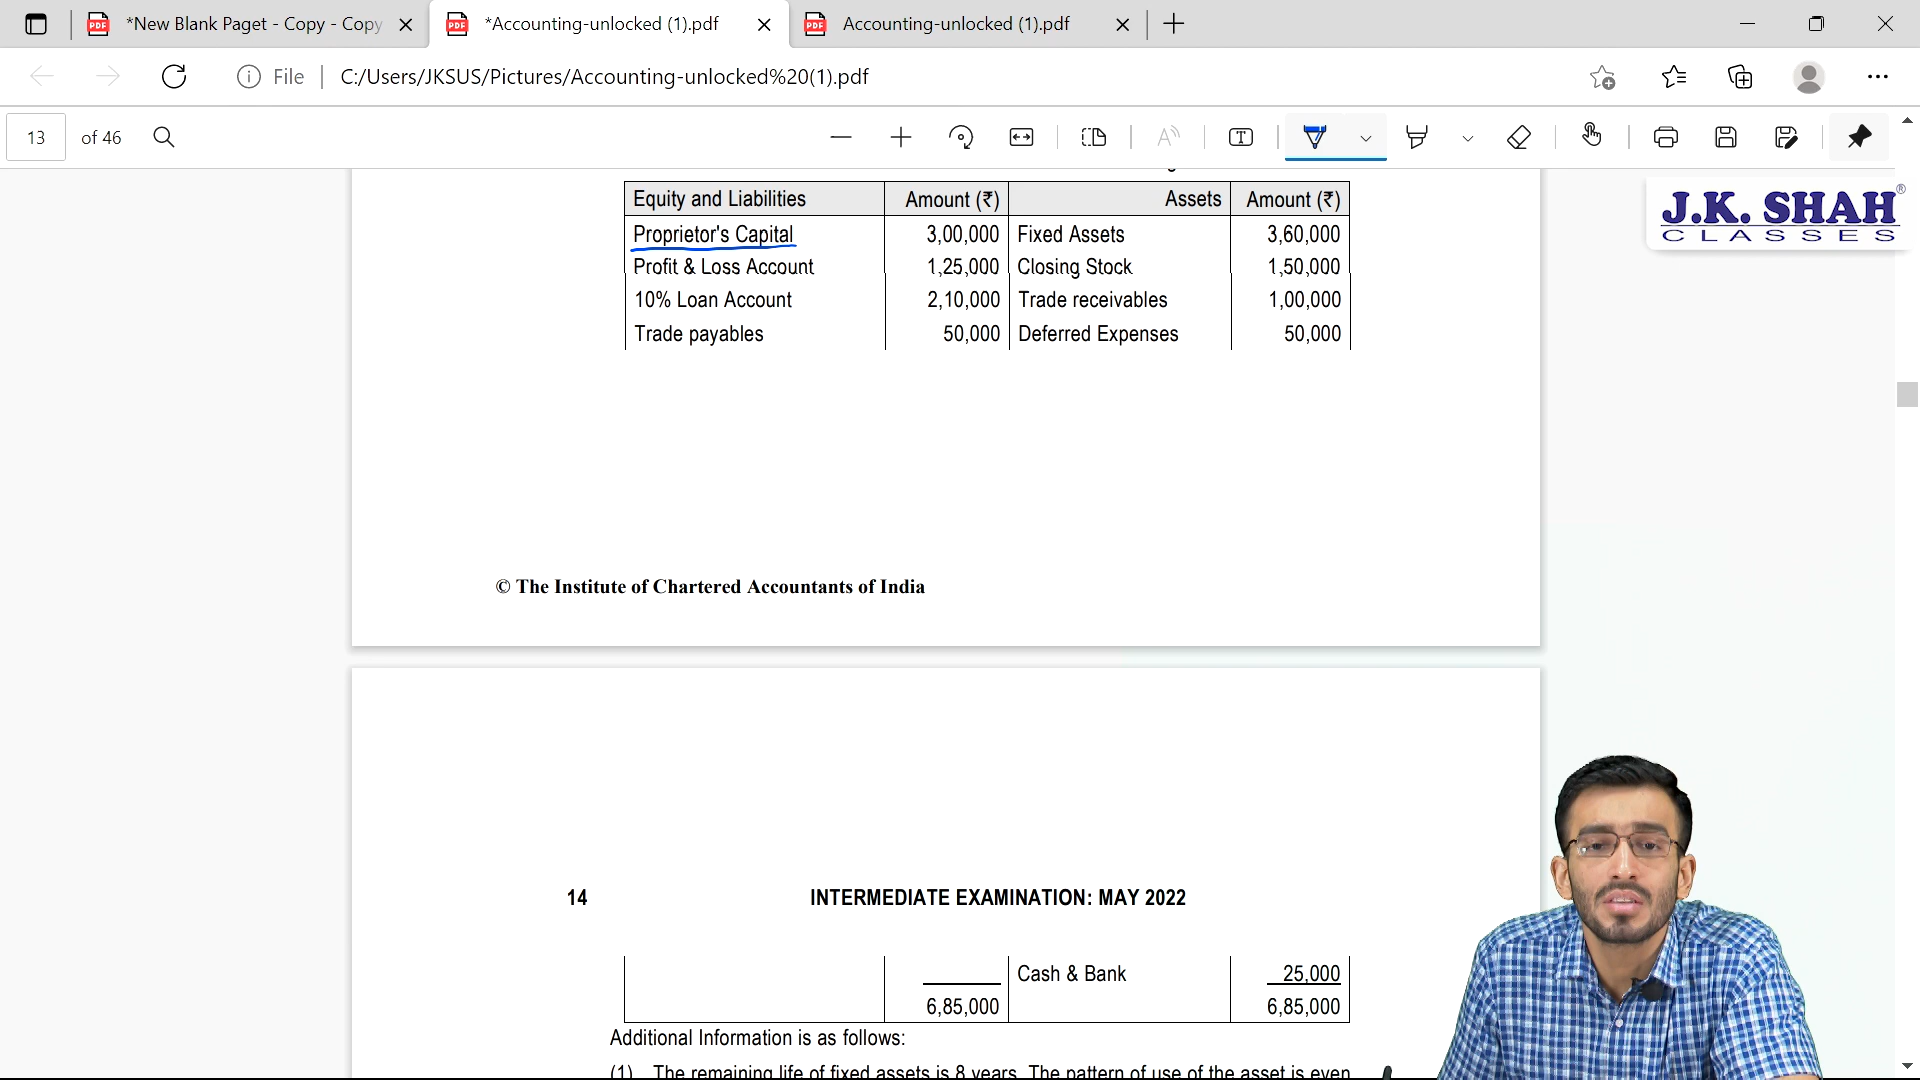 *New Blank Paget - Copy - Copy
*Accounting-unlocked (1).pdf
Accounting-unlocked (1).pdf
File
C:/Users/JKSUS/Pictures/Accounting-unlocked%20(1).pdf
13 of 46
J.K. SHAH®
CLASSES
Equity and Liabilities Amount (₹) Assets Amount (₹)
Proprietor's Capital 3,00,000 Fixed Assets 3,60,000
Profit & Loss Account 1,25,000 Closing Stock 1,50,000
10% Loan Account 2,10,000 Trade receivables 1,00,000
Trade payables 50,000 Deferred Expenses 50,000
© The Institute of Chartered Accountants of India
14 INTERMEDIATE EXAMINATION: MAY 2022
Cash & Bank 25,000
6,85,000 6,85,000
Additional Information is as follows:
(1) The remaining life of fixed assets is 8 years. The pattern of use of the asset is even